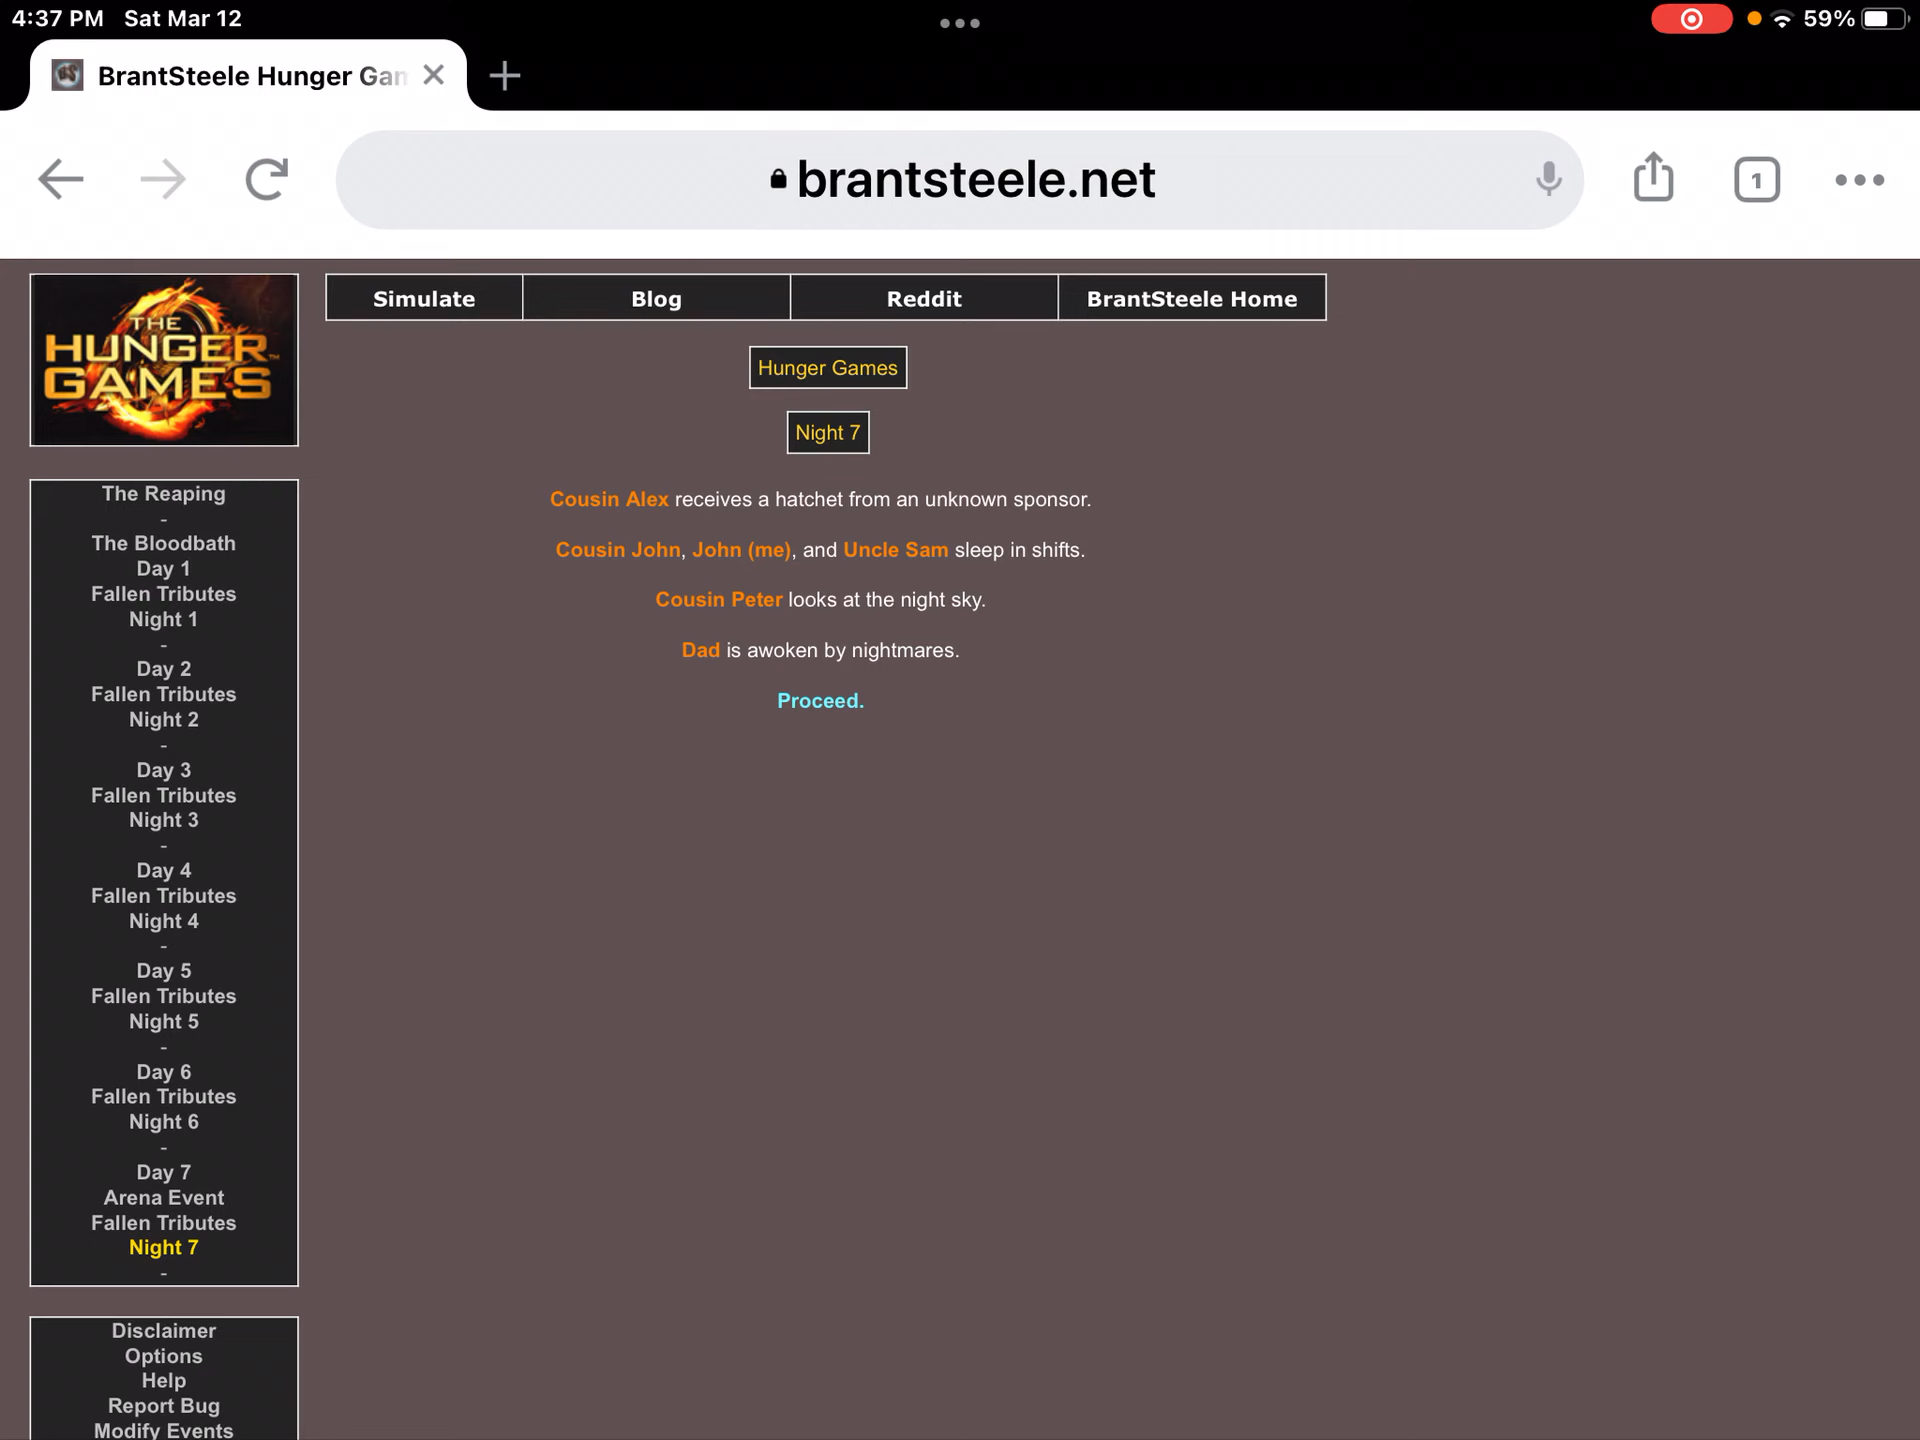 4:37 PM Sat Mar 12
59%
BrantSteele Hunger Gam
brantsteele.net
1
THE
HUNGER
GAMES
Simulate
Blog
Reddit
BrantSteele Home
Hunger Games
Night 7
Cousin Alex receives a hatchet from an unknown sponsor.
Cousin John, John (me), and Uncle Sam sleep in shifts.
Cousin Peter looks at the night sky.
Dad is awoken by nightmares.
Proceed.
The Reaping
-
The Bloodbath
Day 1
Fallen Tributes
Night 1
-
Day 2
Fallen Tributes
Night 2
-
Day 3
Fallen Tributes
Night 3
-
Day 4
Fallen Tributes
Night 4
-
Day 5
Fallen Tributes
Night 5
-
Day 6
Fallen Tributes
Night 6
-
Day 7
Arena Event
Fallen Tributes
Night 7
-
Disclaimer
Options
Help
Report Bug
Modify Events